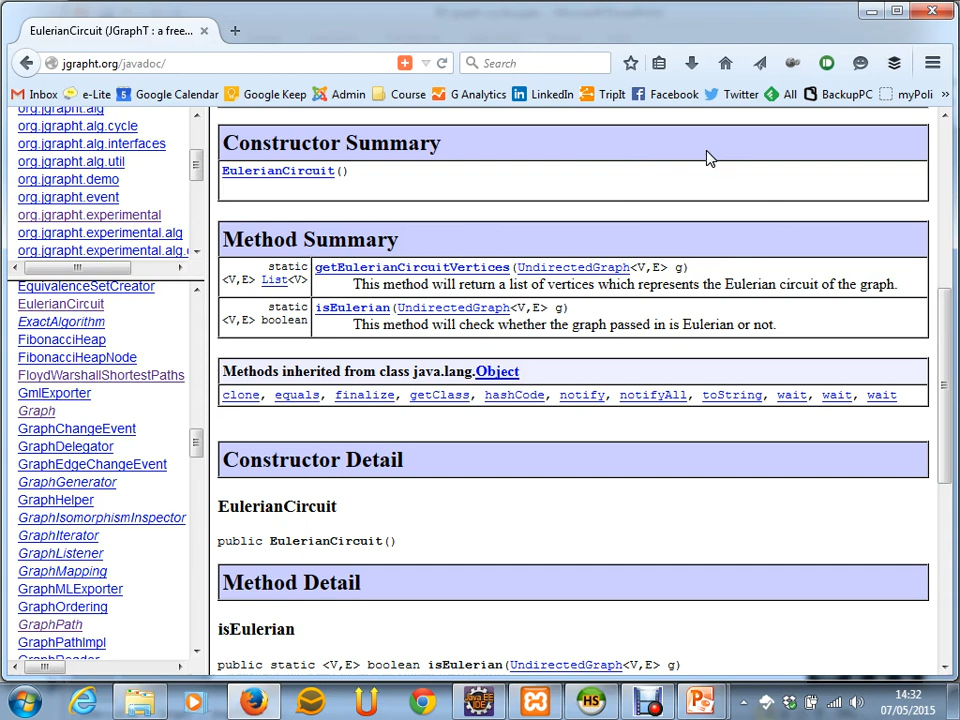 EulerianCircuit (JGraphT : a free...
jgrapht.org/javadoc/
Search
Inbox
e-Lite
5
Google Calendar
Google Keep
Admin
Course
G Analytics
LinkedIn
TripIt
Facebook
Twitter
All
BackupPC
myPoli
»
org.jgrapht.alg
org.jgrapht.alg.cycle
org.jgrapht.alg.interfaces
org.jgrapht.alg.util
org.jgrapht.demo
org.jgrapht.event
org.jgrapht.experimental
org.jgrapht.experimental.alg
org.jgrapht.experimental.alg.
EquivalenceSetCreator
EulerianCircuit
ExactAlgorithm
FibonacciHeap
FibonacciHeapNode
FloydWarshallShortestPaths
GmlExporter
Graph
GraphChangeEvent
GraphDelegator
GraphEdgeChangeEvent
GraphGenerator
GraphHelper
GraphIsomorphismInspector
GraphIterator
GraphListener
GraphMapping
GraphMLExporter
GraphOrdering
GraphPath
GraphPathImpl
GraphReader
Constructor Summary
EulerianCircuit()
Method Summary
static <V,E> List<V>
getEulerianCircuitVertices(UndirectedGraph<V,E> g)
This method will return a list of vertices which represents the Eulerian circuit of the graph.
static <V,E> boolean
isEulerian(UndirectedGraph<V,E> g)
This method will check whether the graph passed in is Eulerian or not.
Methods inherited from class java.lang.Object
clone, equals, finalize, getClass, hashCode, notify, notifyAll, toString, wait, wait, wait
Constructor Detail
EulerianCircuit
public EulerianCircuit()
Method Detail
isEulerian
public static <V,E> boolean isEulerian(UndirectedGraph<V,E> g)
Java EE
IDE
HS
14:32
07/05/2015